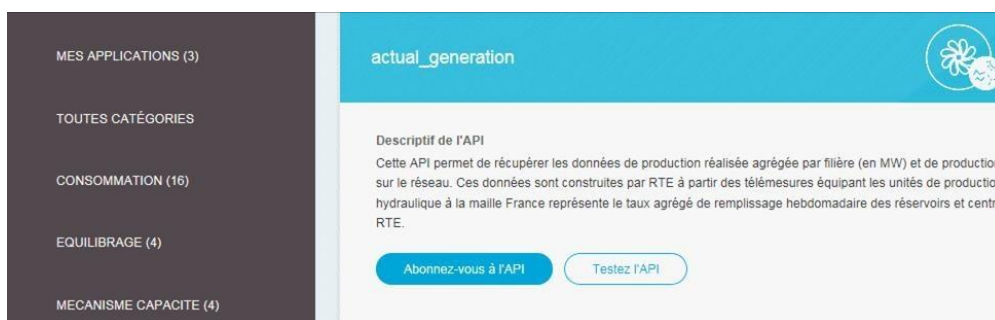 MES APPLICATIONS (3)
TOUTES CATÉGORIES
CONSOMMATION (16)
EQUILIBRAGE (4)
MECANISME CAPACITE (4)
actual_generation
Descriptif de l'API
Cette API permet de récupérer les données de production réalisée agrégée par filière (en MW) et de production
sur le réseau. Ces données sont construites par RTE à partir des télémesures équipant les unités de
hydraulique à la maille France représente le taux agrégé de remplissage hebdomadaire des réservoirs et
RTE.
Abonnez-vous à l'API
Testez l'API